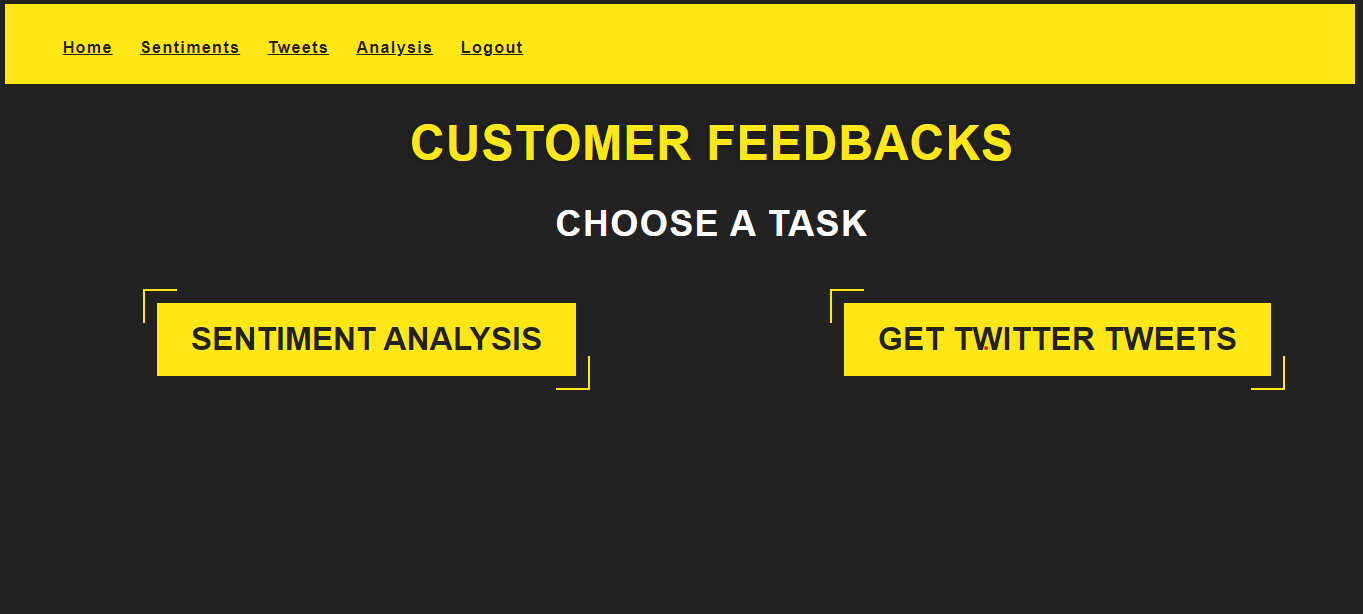 Home Sentiments Tweets Analysis Logout
CUSTOMER FEEDBACKS
CHOOSE A TASK
SENTIMENT ANALYSIS GET TWITTER TWEETS